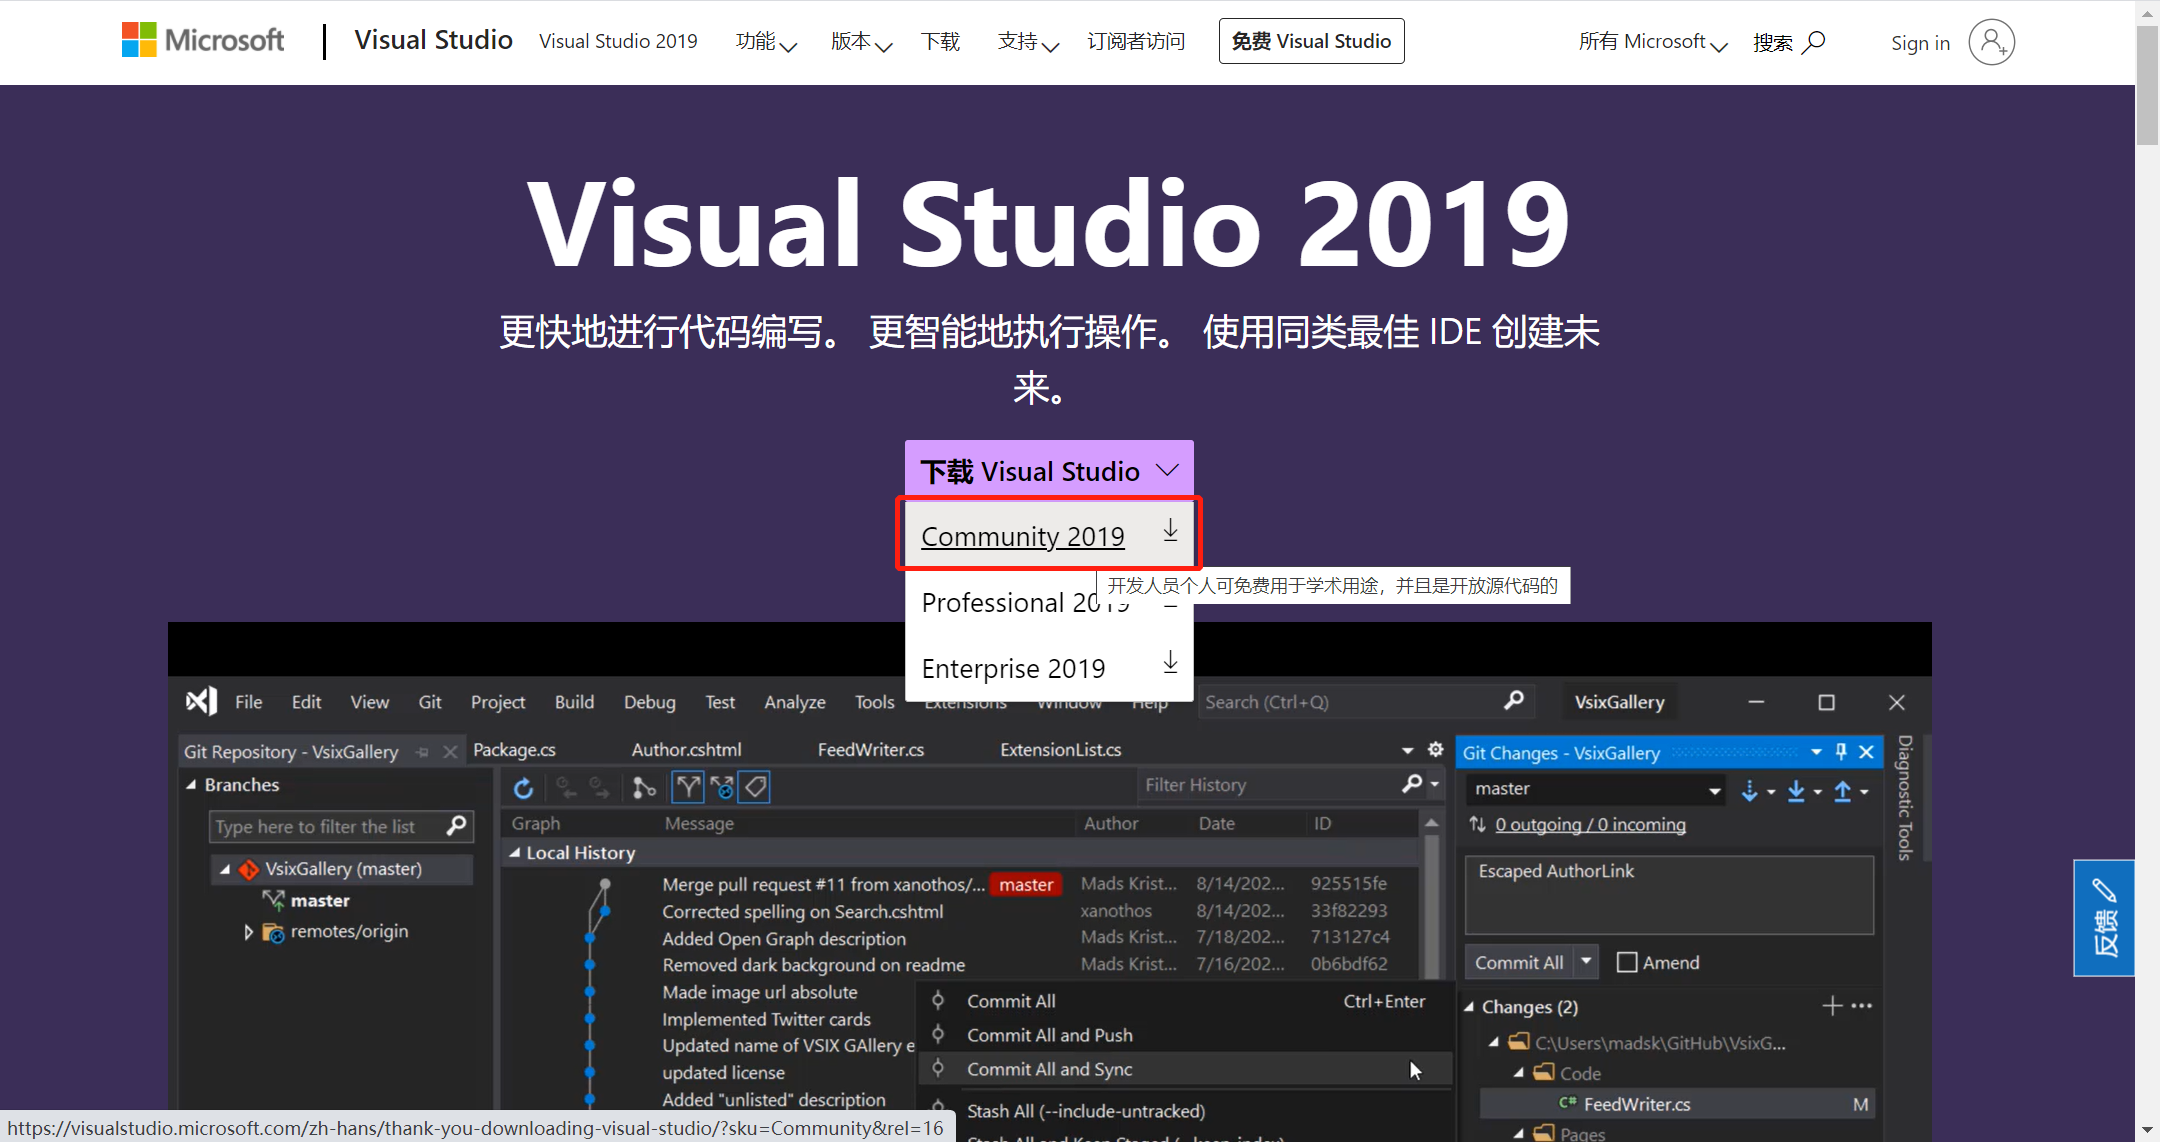 Microsoft
Visual Studio
Visual Studio 2019
功能
版本
下载
支持
订阅者访问
免费 Visual Studio
所有 Microsoft
搜索
Sign in
Visual Studio 2019
更快地进行代码编写。 更智能地执行操作。 使用同类最佳 IDE 创建未
来。
下载 Visual Studio
Community 2019
开发人员个人可免费用于学术用途，并且是开放源代码的
Professional 2019
Enterprise 2019
File Edit View Git Project Build Debug Test Analyze Tools Extensions Window Help
Search (Ctrl+Q)
VsixGallery
Git Repository - VsixGallery
Package.cs
Author.cshtml
FeedWriter.cs
ExtensionList.cs
Git Changes - VsixGallery
Diagnostic Tools
Branches
Type here to filter the list
VsixGallery (master)
master
remotes/origin
Filter History
Graph Message Author Date ID
Local History
Merge pull request #11 from xanothos/... master Mads Krist... 8/14/202... 925515fe
Corrected spelling on Search.cshtml xanothos 8/14/202... 33f82293
Added Open Graph description Mads Krist... 7/18/202... 713127c4
Removed dark background on readme Mads Krist... 7/16/202... 0b6bdf62
Made image url absolute
Implemented Twitter cards
Updated name of VSIX GAllery e
updated license
Added "unlisted" description
Commit All Ctrl+Enter
Commit All and Push
Commit All and Sync
Stash All (--include-untracked)
Stash All and Keep Staged (--keep-index)
master
0 outgoing / 0 incoming
Escaped AuthorLink
Commit All
Amend
Changes (2)
C:\Users\madsk\GitHub\VsixG...
Code
C# FeedWriter.cs M
Pages
反馈
https://visualstudio.microsoft.com/zh-hans/thank-you-downloading-visual-studio/?sku=Community&rel=16